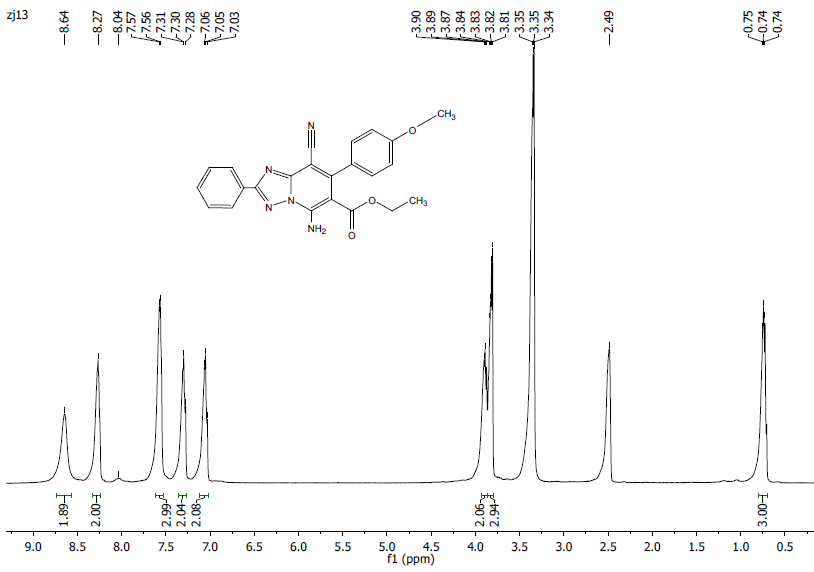 zj13
8.64
8.27
8.04
7.57
7.56
7.31
7.30
7.28
7.06
7.05
7.03
3.90
3.89
3.87
3.84
3.83
3.82
3.81
3.35
3.35
3.34
2.49
0.75
0.74
0.74
N
O
CH3
N
N
N
NH2
O
O
CH3
1.89
2.00
2.99
2.04
2.08
2.06
2.94
3.00
9.0 8.5 8.0 7.5 7.0 6.5 6.0 5.5 5.0 4.5 4.0 3.5 3.0 2.5 2.0 1.5 1.0 0.5
f1 (ppm)